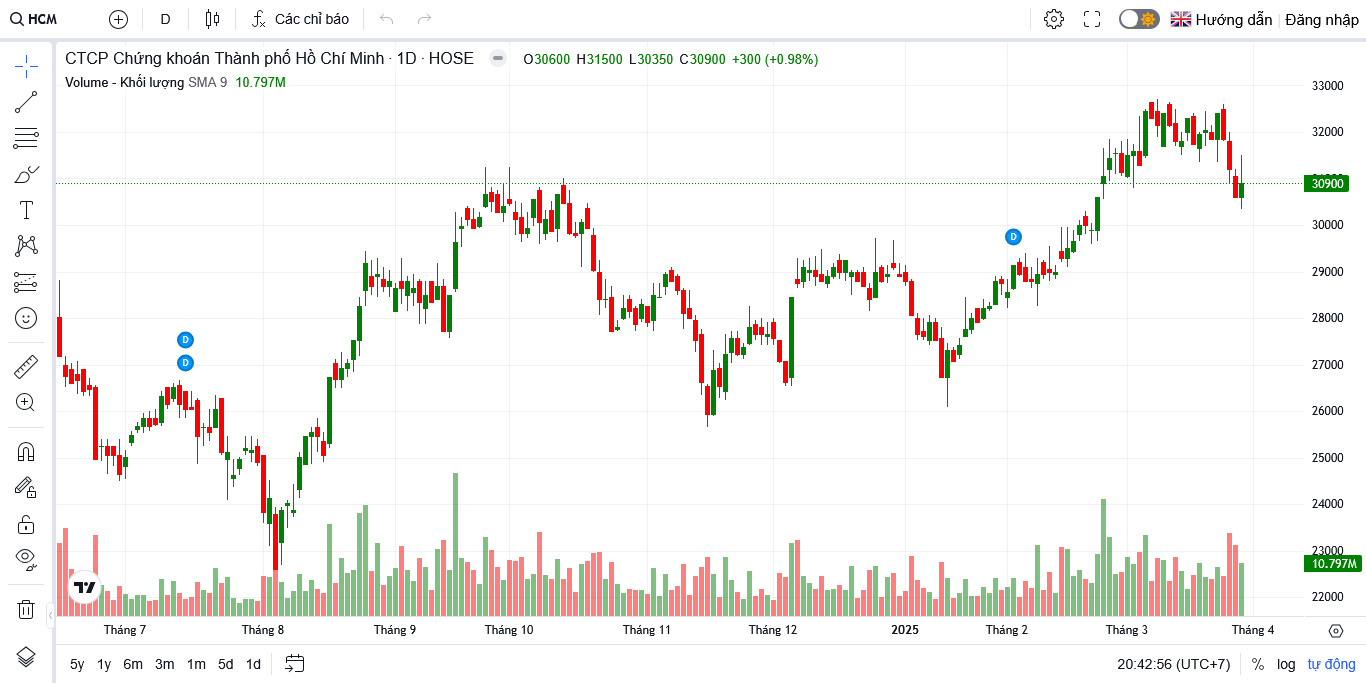 HCM D Các chỉ báo Hướng dẫn Đăng nhập
CTCP Chứng khoán Thành phố Hồ Chí Minh · 1D · HOSE O30600 H31500 L30350 C30900 +300 (+0.98%)
Volume - Khối lượng SMA 9 10.797M
33000
32000
30900
30000
29000
28000
27000
26000
25000
24000
23000
10.797M
22000
D
D
D
Tháng 7 Tháng 8 Tháng 9 Tháng 10 Tháng 11 Tháng 12 2025 Tháng 2 Tháng 3 Tháng 4
5y 1y 6m 3m 1m 5d 1d 20:42:56 (UTC+7) % log tự động